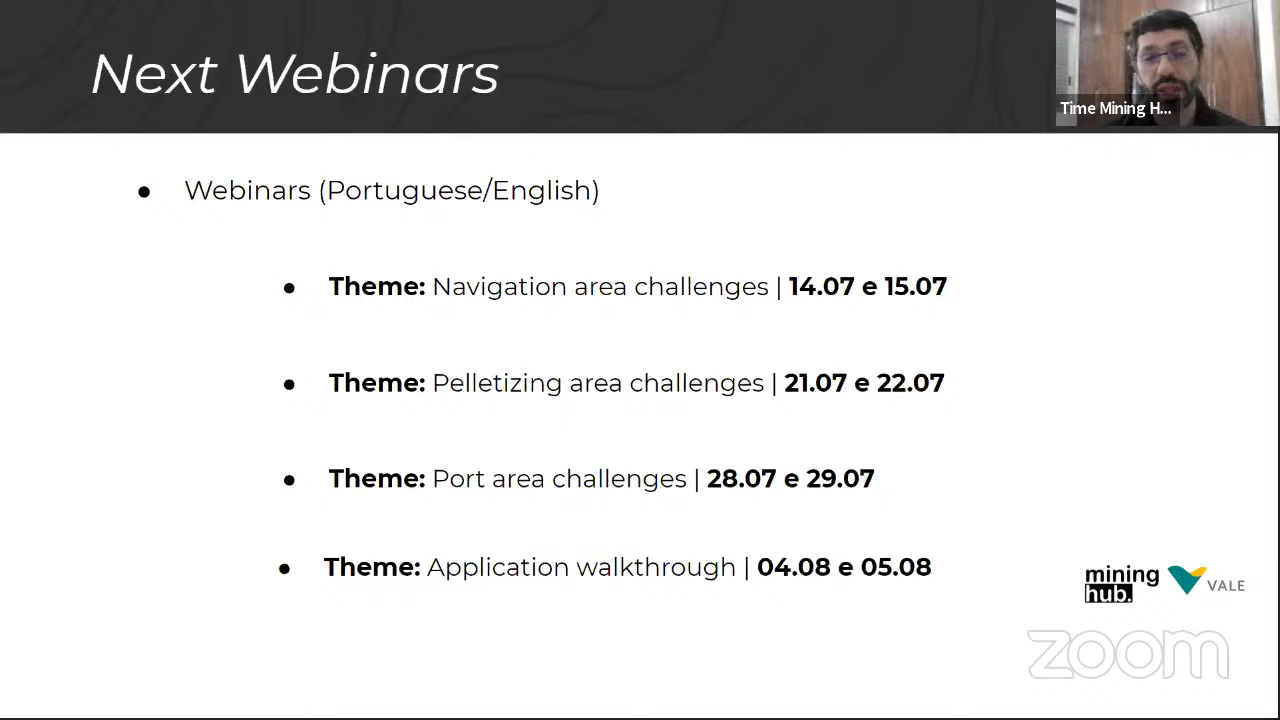 Next Webinars
Time Mining H...
● Webinars (Portuguese/English)
● Theme: Navigation area challenges | 14.07 e 15.07
● Theme: Pelletizing area challenges | 21.07 e 22.07
● Theme: Port area challenges | 28.07 e 29.07
● Theme: Application walkthrough | 04.08 e 05.08
mining
hub.
VALE
zoom